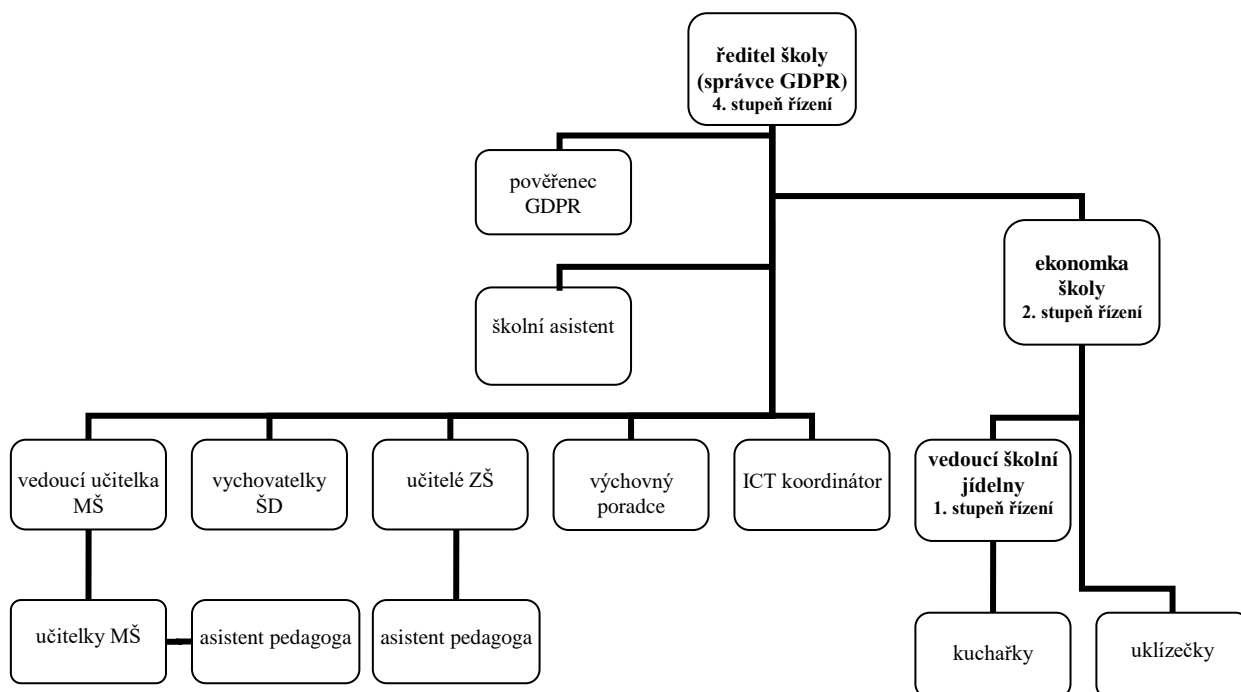 ředitel školy
(správce GDPR)
4. stupeň řízení
pověřenec
GDPR
ekonomka
školy
2. stupeň řízení
školní asistent
vedoucí učitelka
MŠ
vychovatelky
ŠD
učitelé ZŠ
výchovný
poradce
ICT koordinátor
vedoucí školní
jídelny
1. stupeň řízení
učitelky MŠ
asistent pedagoga
asistent pedagoga
kuchařky
uklízečky